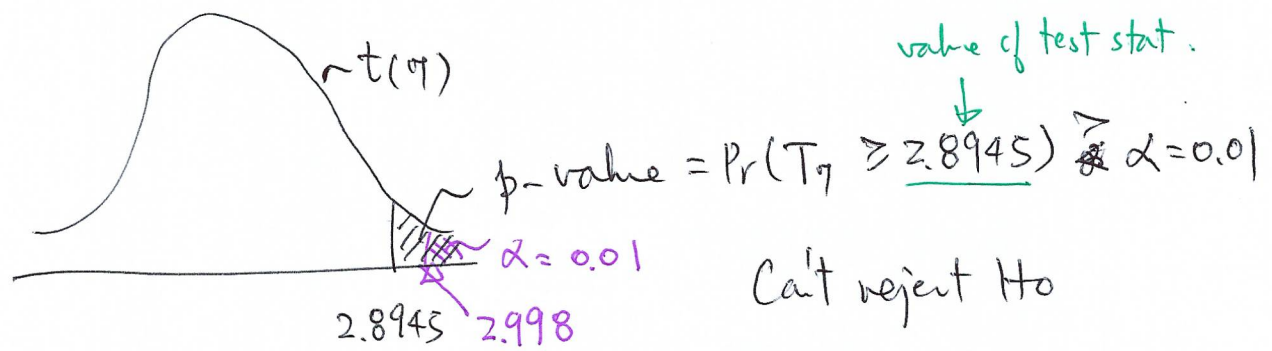 value of test stat.
~t(7)
p-value = Pr(T₇ ≥ 2.8945) ≥ α=0.01
α = 0.01
Can't reject Ho
2.8945 2.998